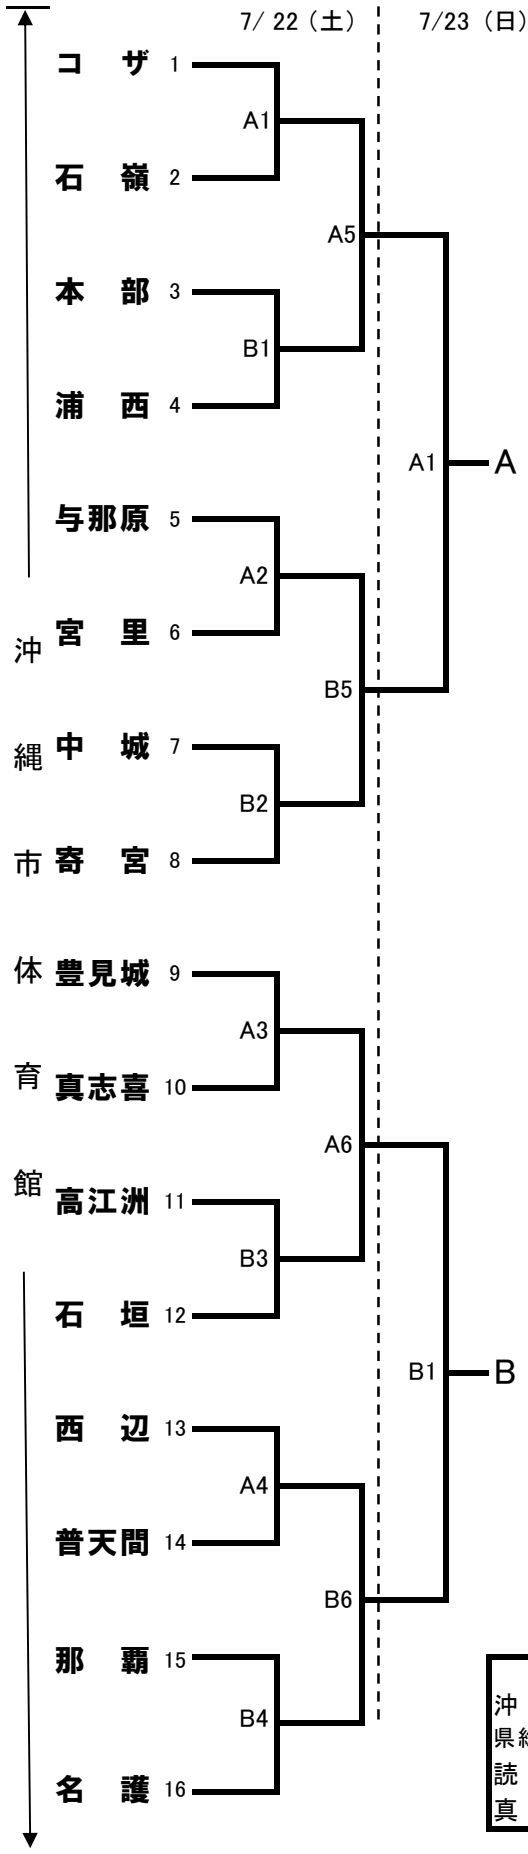 7/22（土） 7/23（日）
コザ 1
A1
石嶺 2
A5
本部 3
B1
浦西 4
A1 A
与那原 5
A2
宮里 6
B5
中城 7
B2
寄宮 8
沖縄市体育館
豊見城 9
A3
真志喜 10
A6
高江洲 11
B3
石垣 12
B1 B
西辺 13
A4
普天間 14
B6
那覇 15
B4
名護 16
沖
県総
読
真